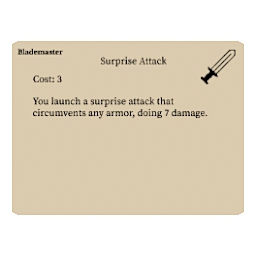 Blademaster
Surprise Attack
Cost: 3
You launch a surprise attack that
circumvents any armor, doing 7 damage.